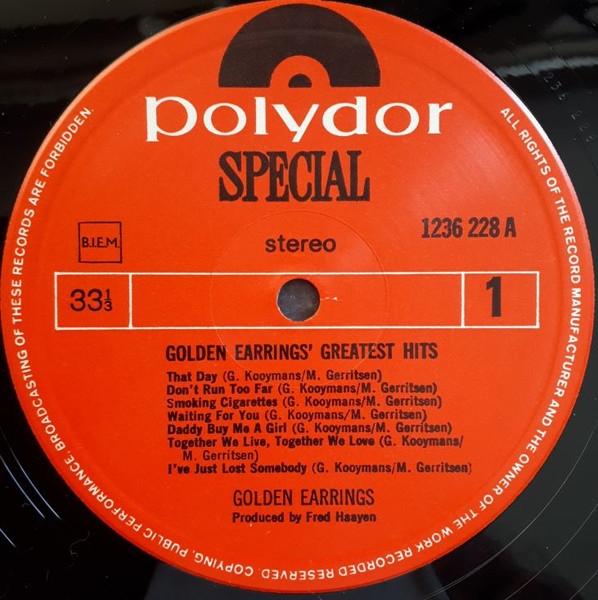 polydor
SPECIAL
B.I.E.M.
stereo
1236 228 A
33⅓
1
GOLDEN EARRINGS' GREATEST HITS
That Day (G. Kooymans/M. Gerritsen)
Don't Run Too Far (G. Kooymans/M. Gerritsen)
Smoking Cigarettes (G. Kooymans/M. Gerritsen)
Waiting For You (G. Kooymans/M. Gerritsen)
Daddy Buy Me A Girl (G. Kooymans/M. Gerritsen)
Together We Live, Together We Love (G. Kooymans/
M. Gerritsen)
I've Just Lost Somebody (G. Kooymans/M. Gerritsen)
GOLDEN EARRINGS
Produced by Fred Haayen
ALL RIGHTS OF THE RECORD MANUFACTURER AND THE OWNER OF THE WORK RECORDED RESERVED. COPYING, PUBLIC PERFORMANCE, BROADCASTING OF THESE RECORDS ARE FORBIDDEN.